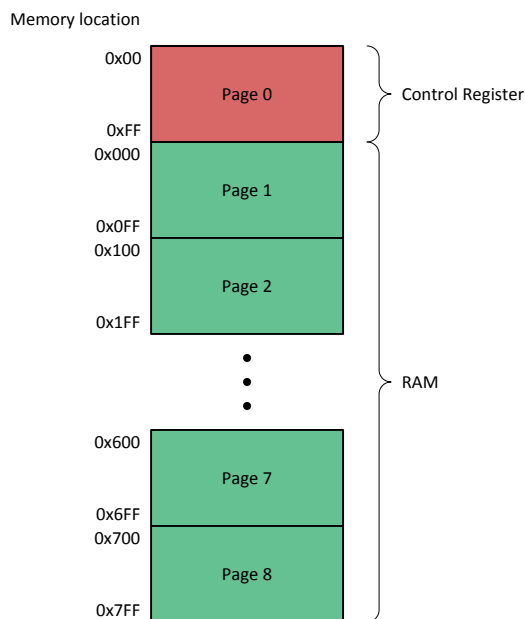 Memory location
0x00
Page 0
Control Register
0xFF
0x000
Page 1
0x0FF
0x100
Page 2
0x1FF
RAM
0x600
Page 7
0x6FF
0x700
Page 8
0x7FF